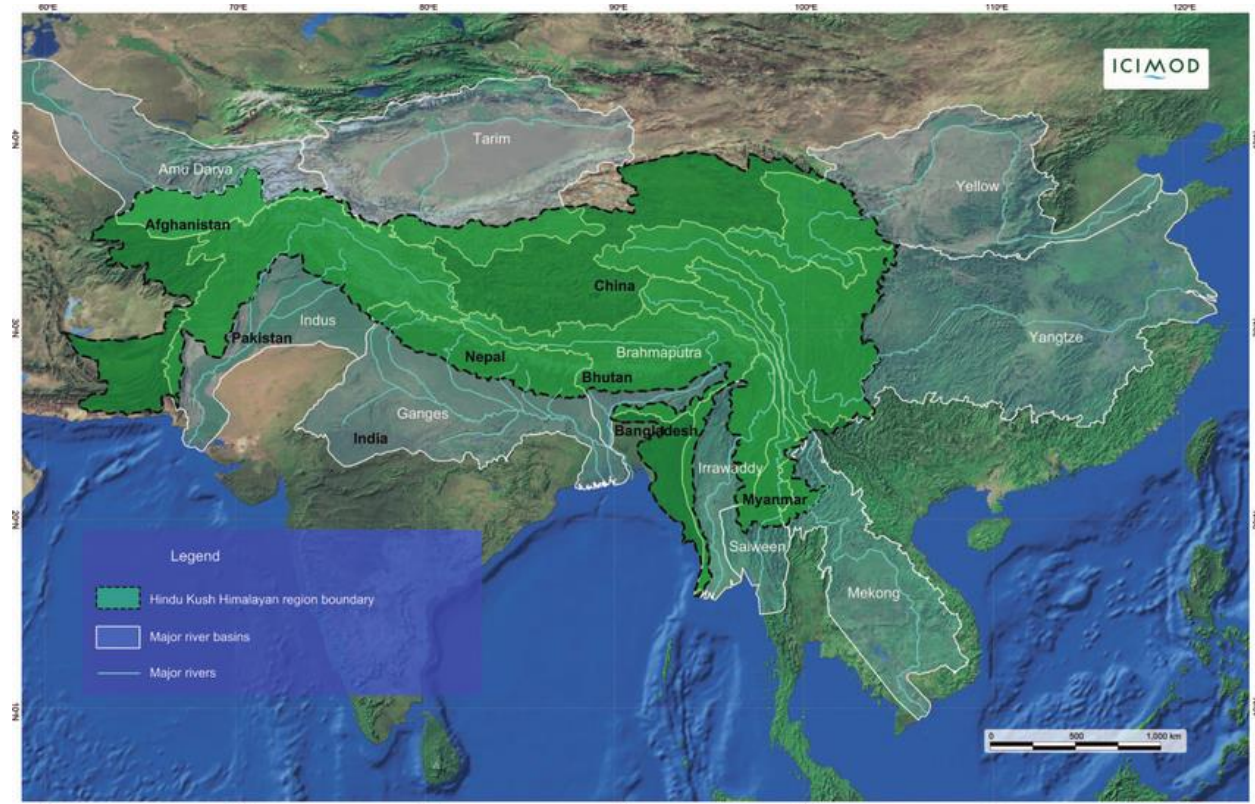 60°E 70°E 80°E 90°E 100°E 110°E 120°E
ICIMOD
40°N
Tarim
Amu Darya
Yellow
Afghanistan
China
30°N
Indus
Pakistan
Yangtze
Nepal
Brahmaputra
Bhutan
Ganges
India
Bangladesh
Irrawaddy
Myanmar
20°N
Salween
Mekong
Legend
Hindu Kush Himalayan region boundary
Major river basins
Major rivers
10°N
0 500 1,000 km